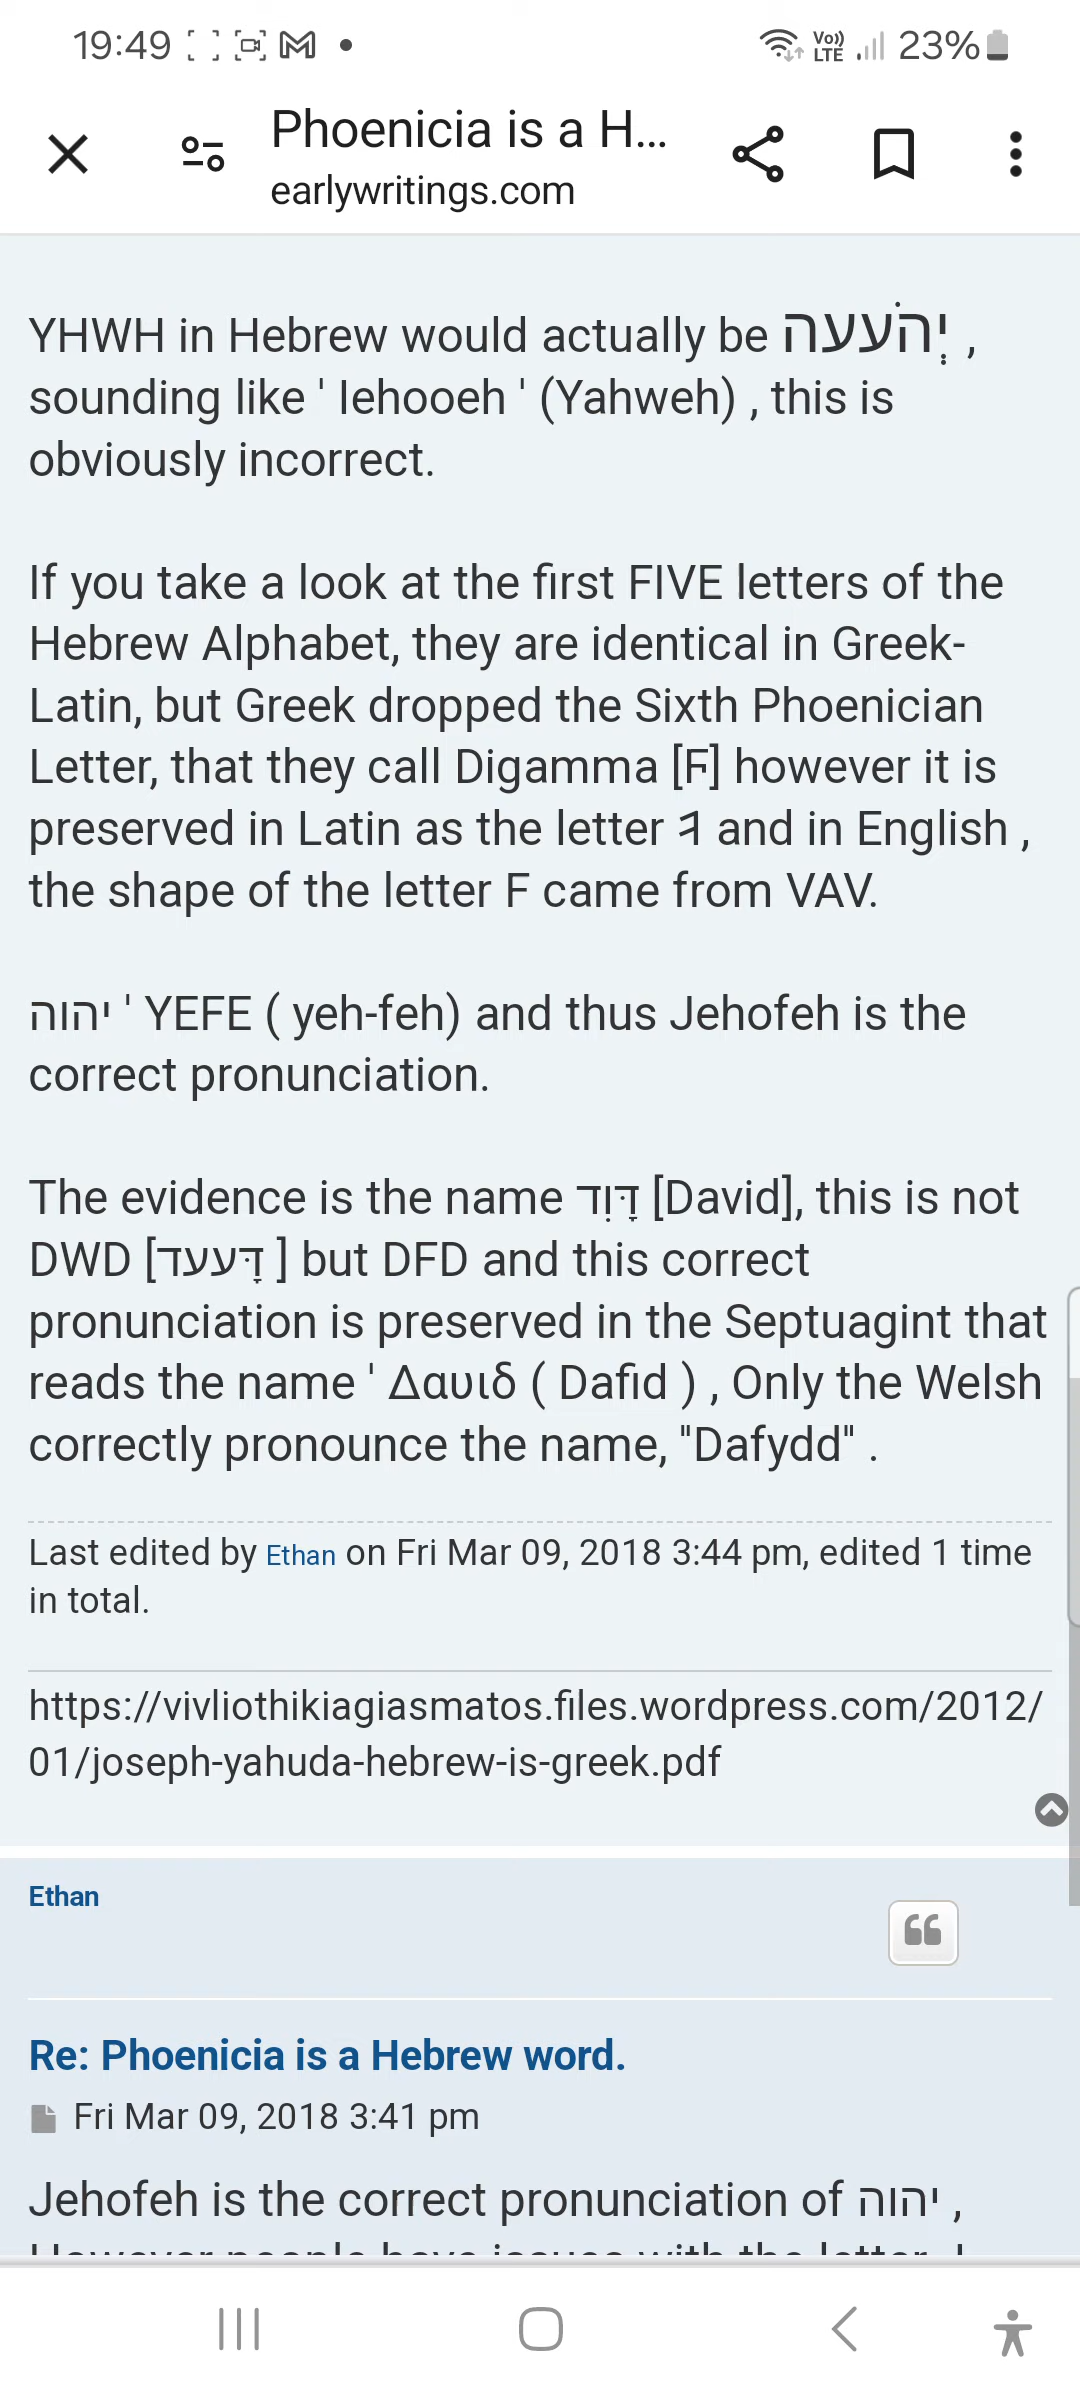 19:49
Vo))
LTE
23%
Phoenicia is a H...
earlywritings.com
YHWH in Hebrew would actually be יְהֹעעה ,
sounding like ' Iehooeh ' (Yahweh) , this is
obviously incorrect.
If you take a look at the first FIVE letters of the
Hebrew Alphabet, they are identical in Greek-
Latin, but Greek dropped the Sixth Phoenician
Letter, that they call Digamma [F] however it is
preserved in Latin as the letter and in English ,
the shape of the letter F came from VAV.
יהוה ' YEFE ( yeh-feh) and thus Jehofeh is the
correct pronunciation.
The evidence is the name דָּוִד [David], this is not
DWD [דָּעעד ] but DFD and this correct
pronunciation is preserved in the Septuagint that
reads the name ' Δαυιδ ( Dafid ) , Only the Welsh
correctly pronounce the name, "Dafydd" .
Last edited by Ethan on Fri Mar 09, 2018 3:44 pm, edited 1 time
in total.
https://vivliothikiagiasmatos.files.wordpress.com/2012/
01/joseph-yahuda-hebrew-is-greek.pdf
Ethan
Re: Phoenicia is a Hebrew word.
Fri Mar 09, 2018 3:41 pm
Jehofeh is the correct pronunciation of יהוה ,